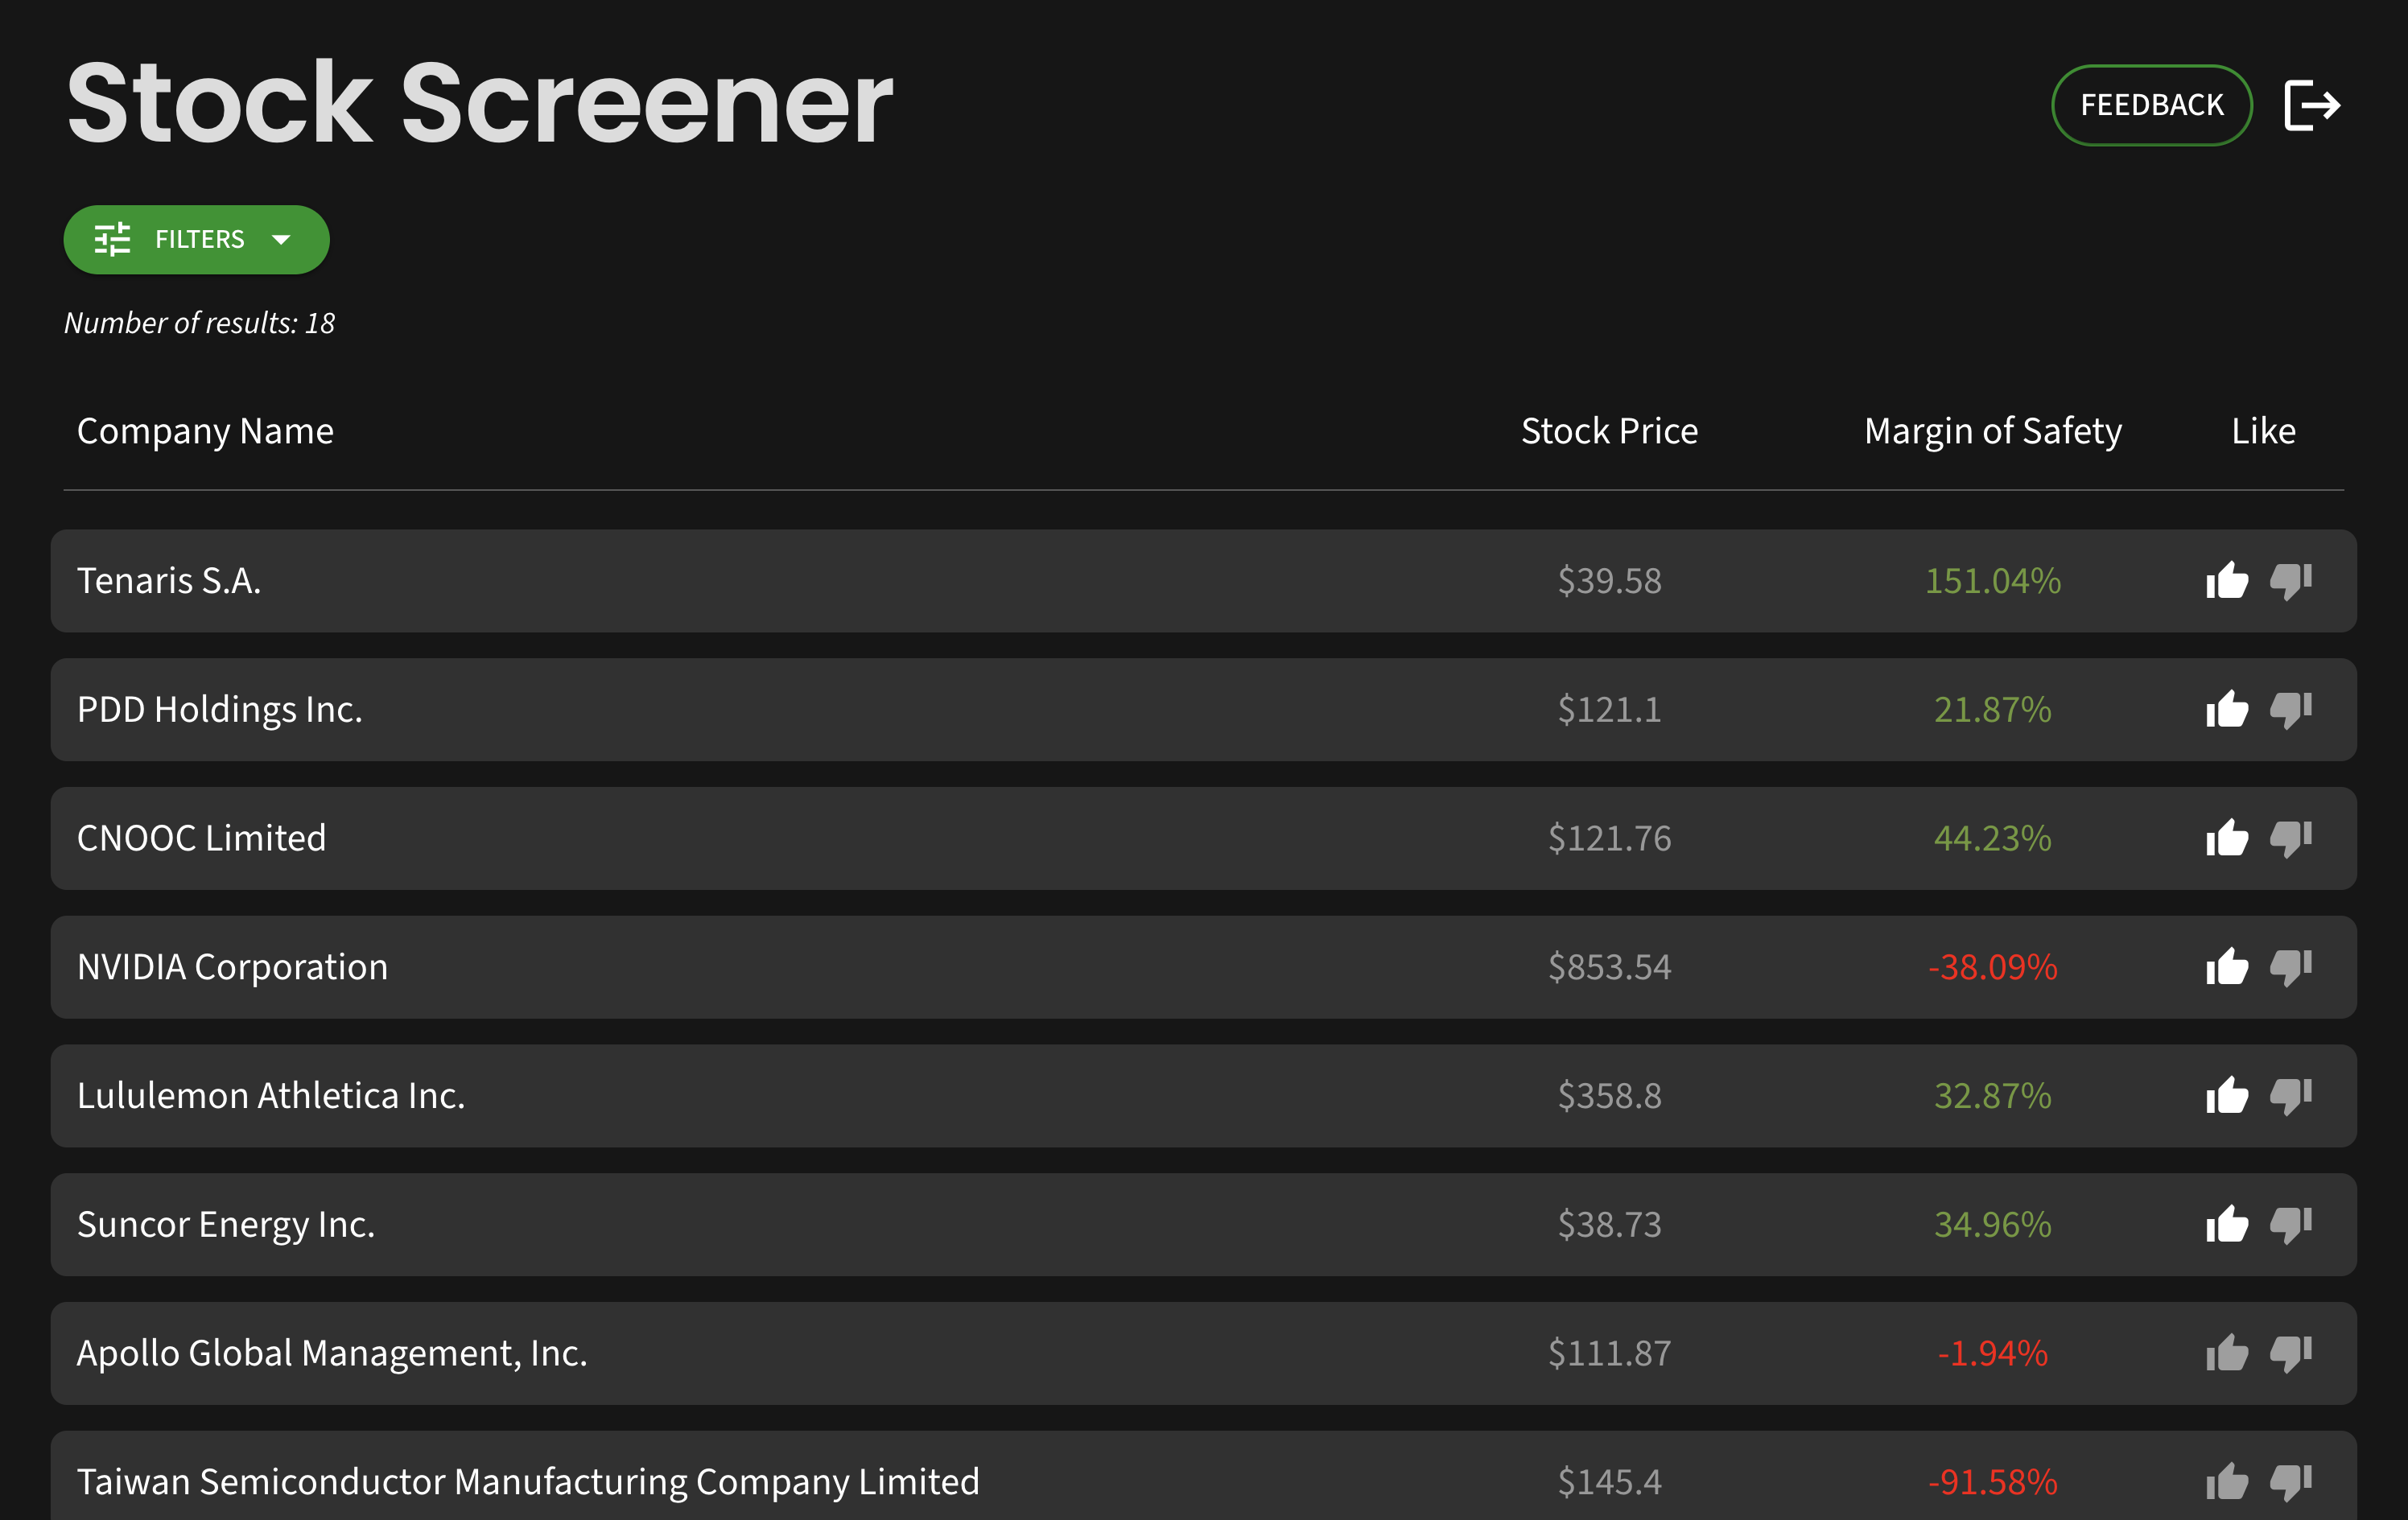 Stock Screener
FEEDBACK
FILTERS
Number of results: 18
Company Name Stock Price Margin of Safety Like
Tenaris S.A. $39.58 151.04%
PDD Holdings Inc. $121.1 21.87%
CNOOC Limited $121.76 44.23%
NVIDIA Corporation $853.54 -38.09%
Lululemon Athletica Inc. $358.8 32.87%
Suncor Energy Inc. $38.73 34.96%
Apollo Global Management, Inc. $111.87 -1.94%
Taiwan Semiconductor Manufacturing Company Limited $145.4 -91.58%